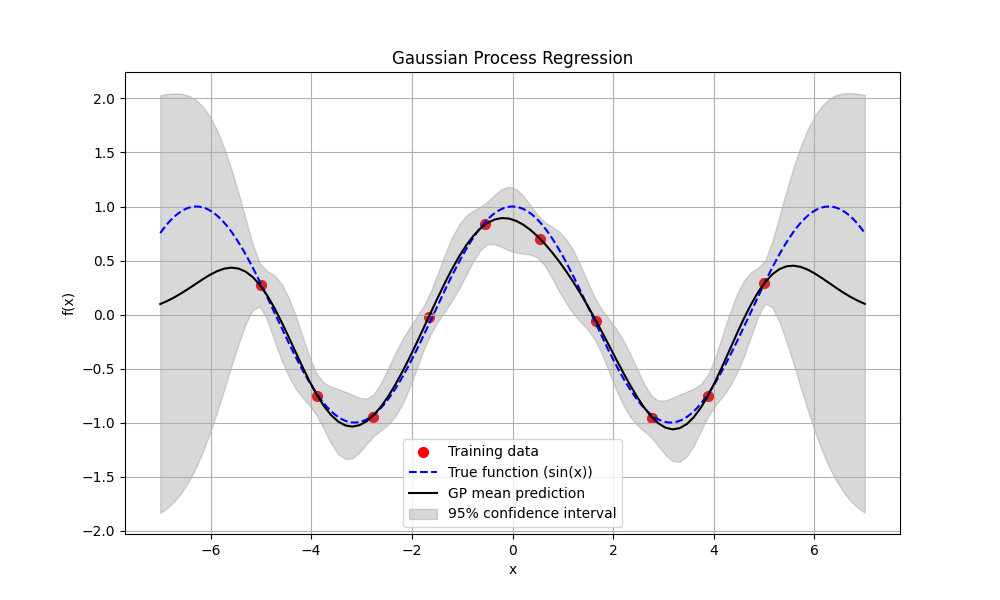 Gaussian Process Regression
f(x)
2.0
1.5
1.0
0.5
0.0
−0.5
−1.0
−1.5
−2.0
Training data
True function (sin(x))
GP mean prediction
95% confidence interval
−6
−4
−2
0
2
4
6
x